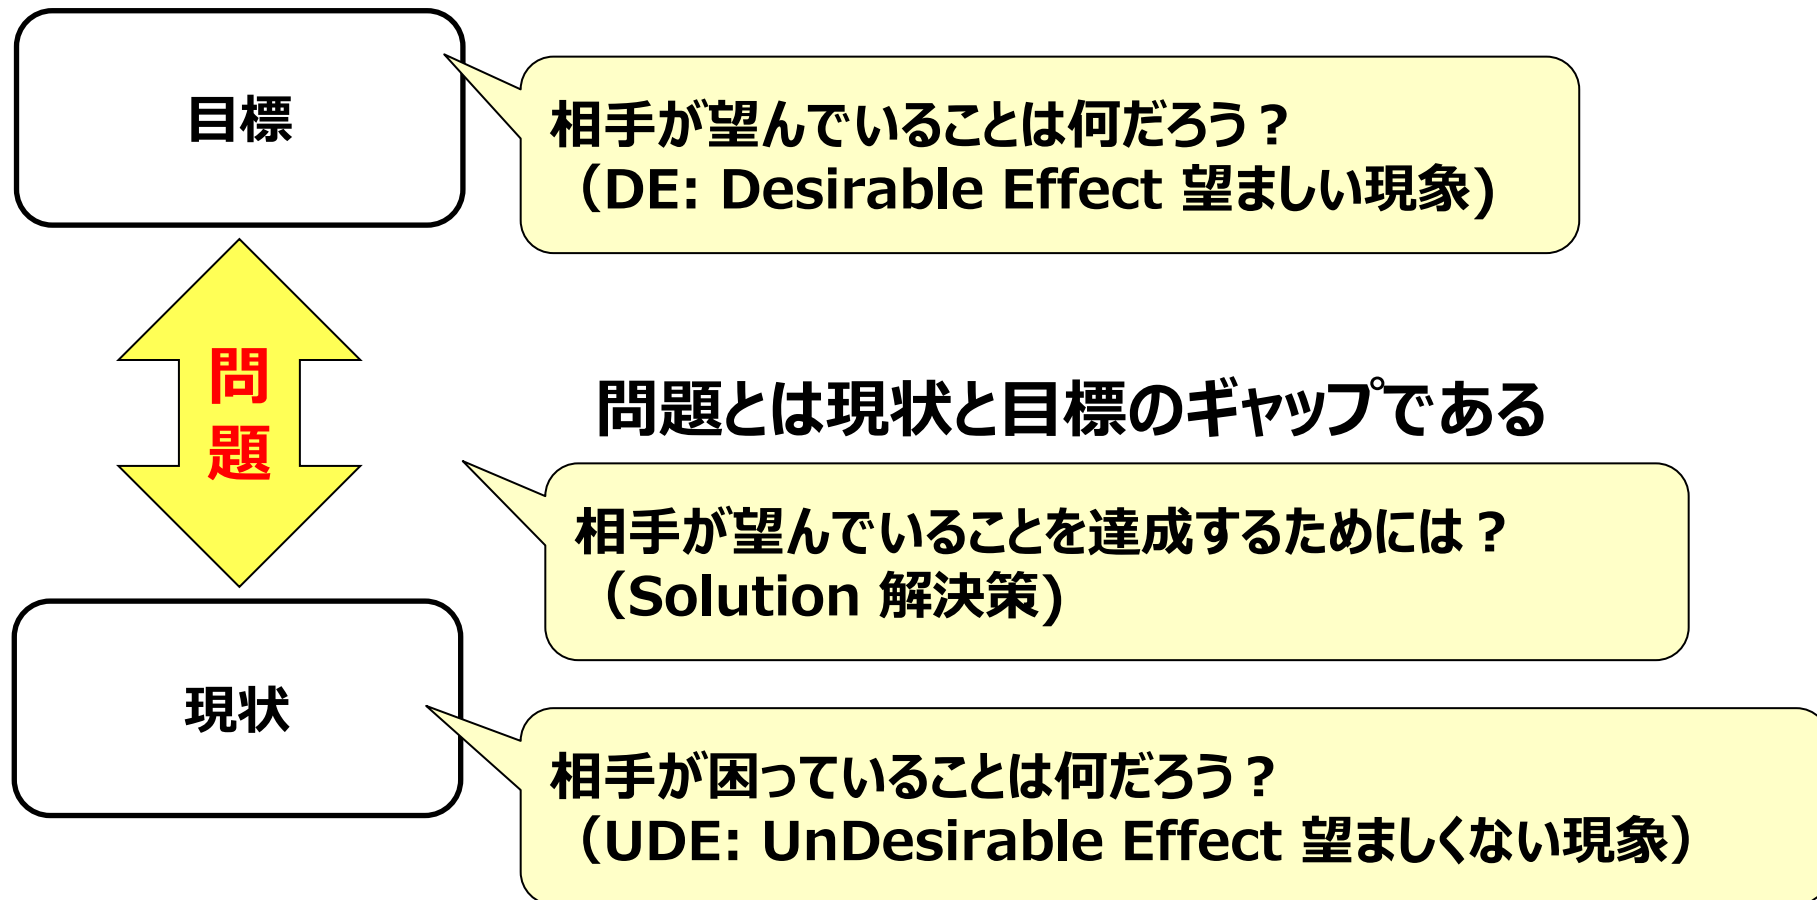 目標
相手が望んでいることは何だろう？
（DE: Desirable Effect 望ましい現象)
問
題
問題とは現状と目標のギャップである
相手が望んでいることを達成するためには？
（Solution 解決策)
現状
相手が困っていることは何だろう？
（UDE: UnDesirable Effect 望ましくない現象）